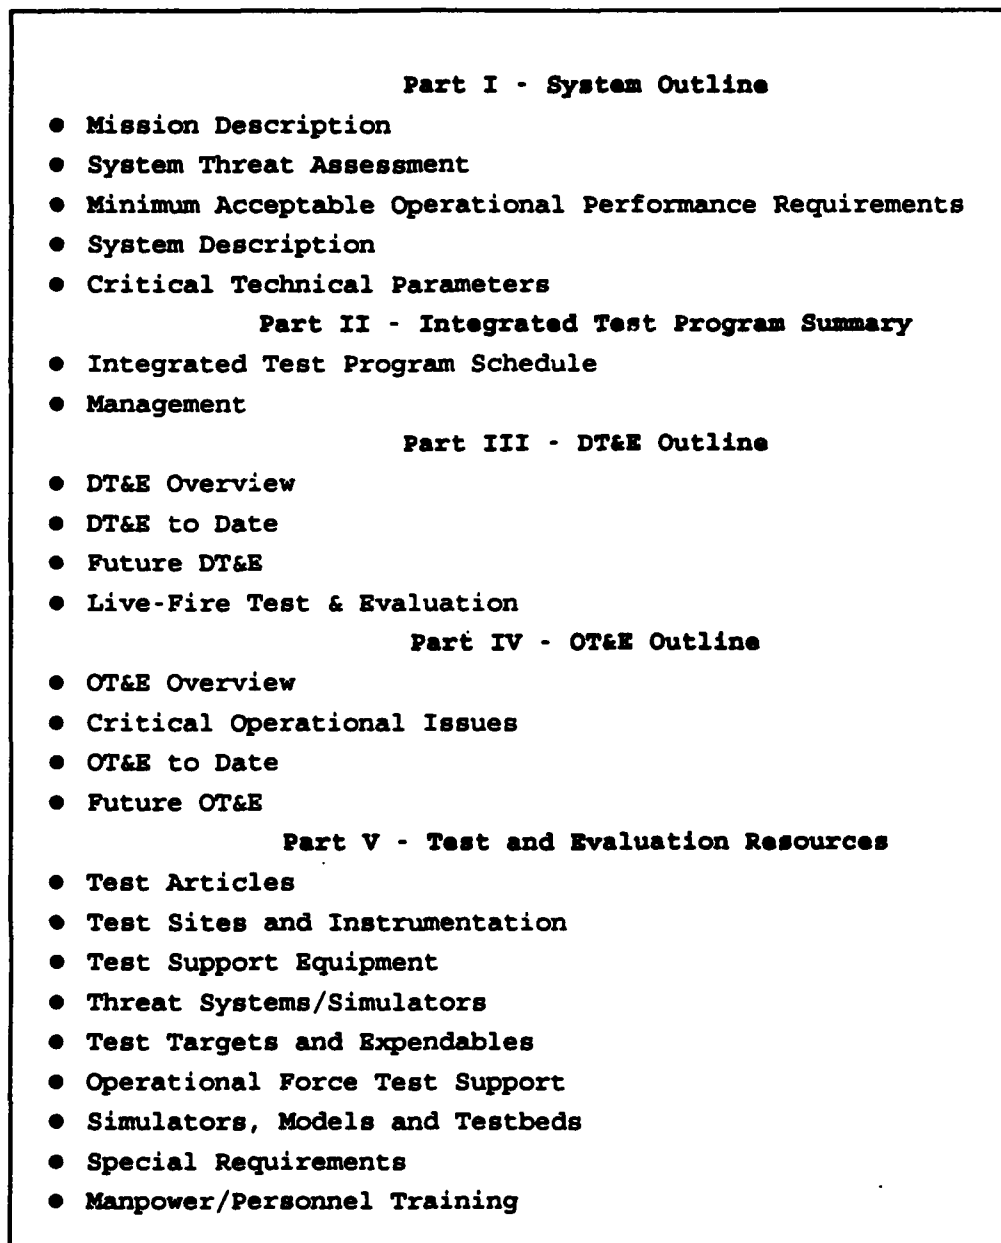 Part I - System Outline
● Mission Description
● System Threat Assessment
● Minimum Acceptable Operational Performance Requirements
● System Description
● Critical Technical Parameters
Part II - Integrated Test Program Summary
● Integrated Test Program Schedule
● Management
Part III - DT&E Outline
● DT&E Overview
● DT&E to Date
● Future DT&E
● Live-Fire Test & Evaluation
Part IV - OT&E Outline
● OT&E Overview
● Critical Operational Issues
● OT&E to Date
● Future OT&E
Part V - Test and Evaluation Resources
● Test Articles
● Test Sites and Instrumentation
● Test Support Equipment
● Threat Systems/Simulators
● Test Targets and Expendables
● Operational Force Test Support
● Simulators, Models and Testbeds
● Special Requirements
● Manpower/Personnel Training